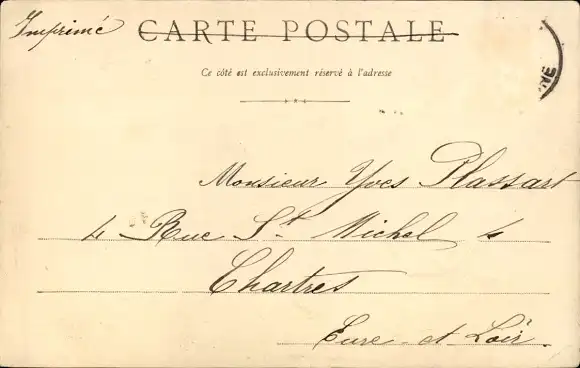 Imprimé
CARTE POSTALE
Ce côté est exclusivement réservé à l'adresse
Monsieur Yves Plassart
4 Rue St Michel 4
Chartres
Eure et Loir.